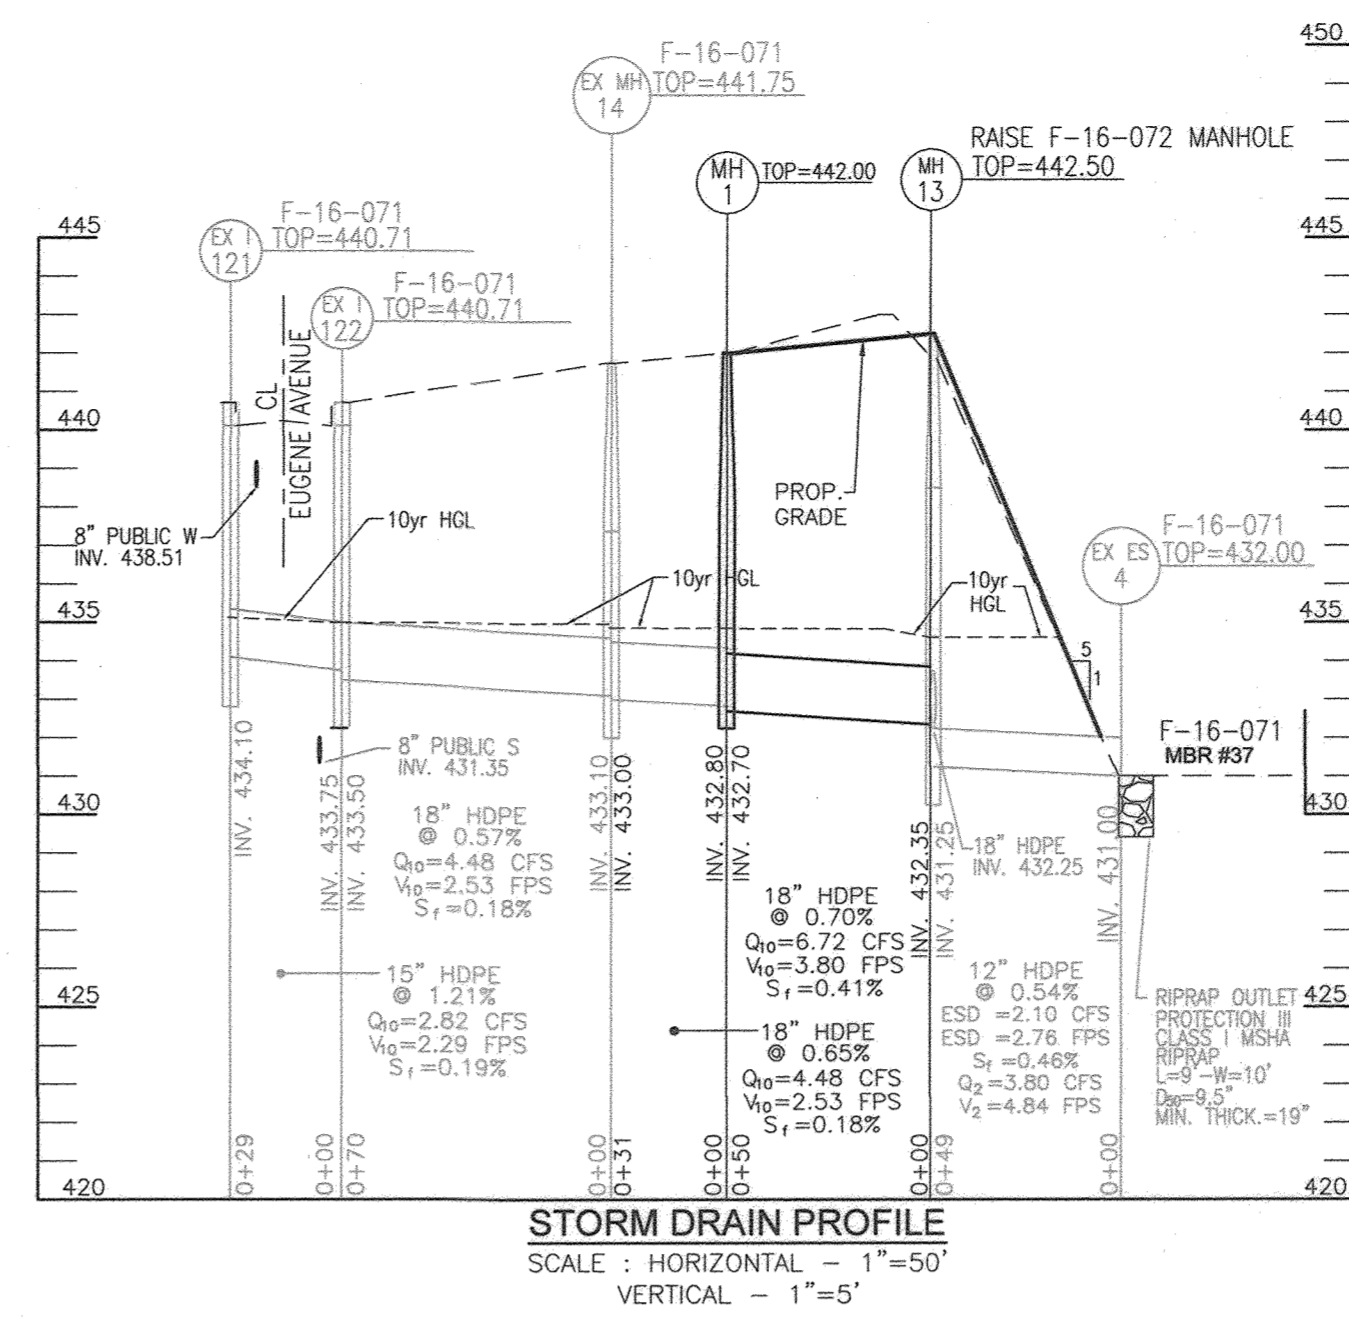 450
F-16-071
EX MH
14
TOP=441.75
RAISE F-16-072 MANHOLE
TOP=442.50
MH
13
MH
1
TOP=442.00
F-16-071
EX I
121
TOP=440.71
F-16-071
EX I
122
TOP=440.71
445
445
CL
EUGENE AVENUE
440
440
PROP.
GRADE
8" PUBLIC W
INV. 438.51
10yr HGL
10yr HGL
10yr
HGL
F-16-071
EX ES
4
TOP=432.00
435
435
5
1
F-16-071
MBR #37
8" PUBLIC S
INV. 431.35
430
430
INV. 434.10
INV. 433.75
INV. 433.50
INV. 433.10
INV. 433.00
INV. 432.80
INV. 432.70
INV. 432.35
INV. 431.25
INV. 431.00
18" HDPE
INV. 432.25
18" HDPE
@ 0.57%
Q10=4.48 CFS
V10=2.53 FPS
Sf=0.18%
18" HDPE
@ 0.70%
Q10=6.72 CFS
V10=3.80 FPS
Sf=0.41%
15" HDPE
@ 1.21%
Q10=2.82 CFS
V10=2.29 FPS
Sf=0.19%
18" HDPE
@ 0.65%
Q10=4.48 CFS
V10=2.53 FPS
Sf=0.18%
12" HDPE
@ 0.54%
ESD =2.10 CFS
ESD =2.76 FPS
Sf =0.46%
Q2=3.80 CFS
V2=4.84 FPS
425
425
RIPRAP OUTLET
PROTECTION III
CLASS I MSHA
RIPRAP
L=9'-W=10'
D50=9.5"
MIN. THICK.=19"
0+29
0+00
0+70
0+00
0+31
0+00
0+50
0+00
0+49
0+00
420
420
STORM DRAIN PROFILE
SCALE : HORIZONTAL - 1"=50'
VERTICAL - 1"=5'